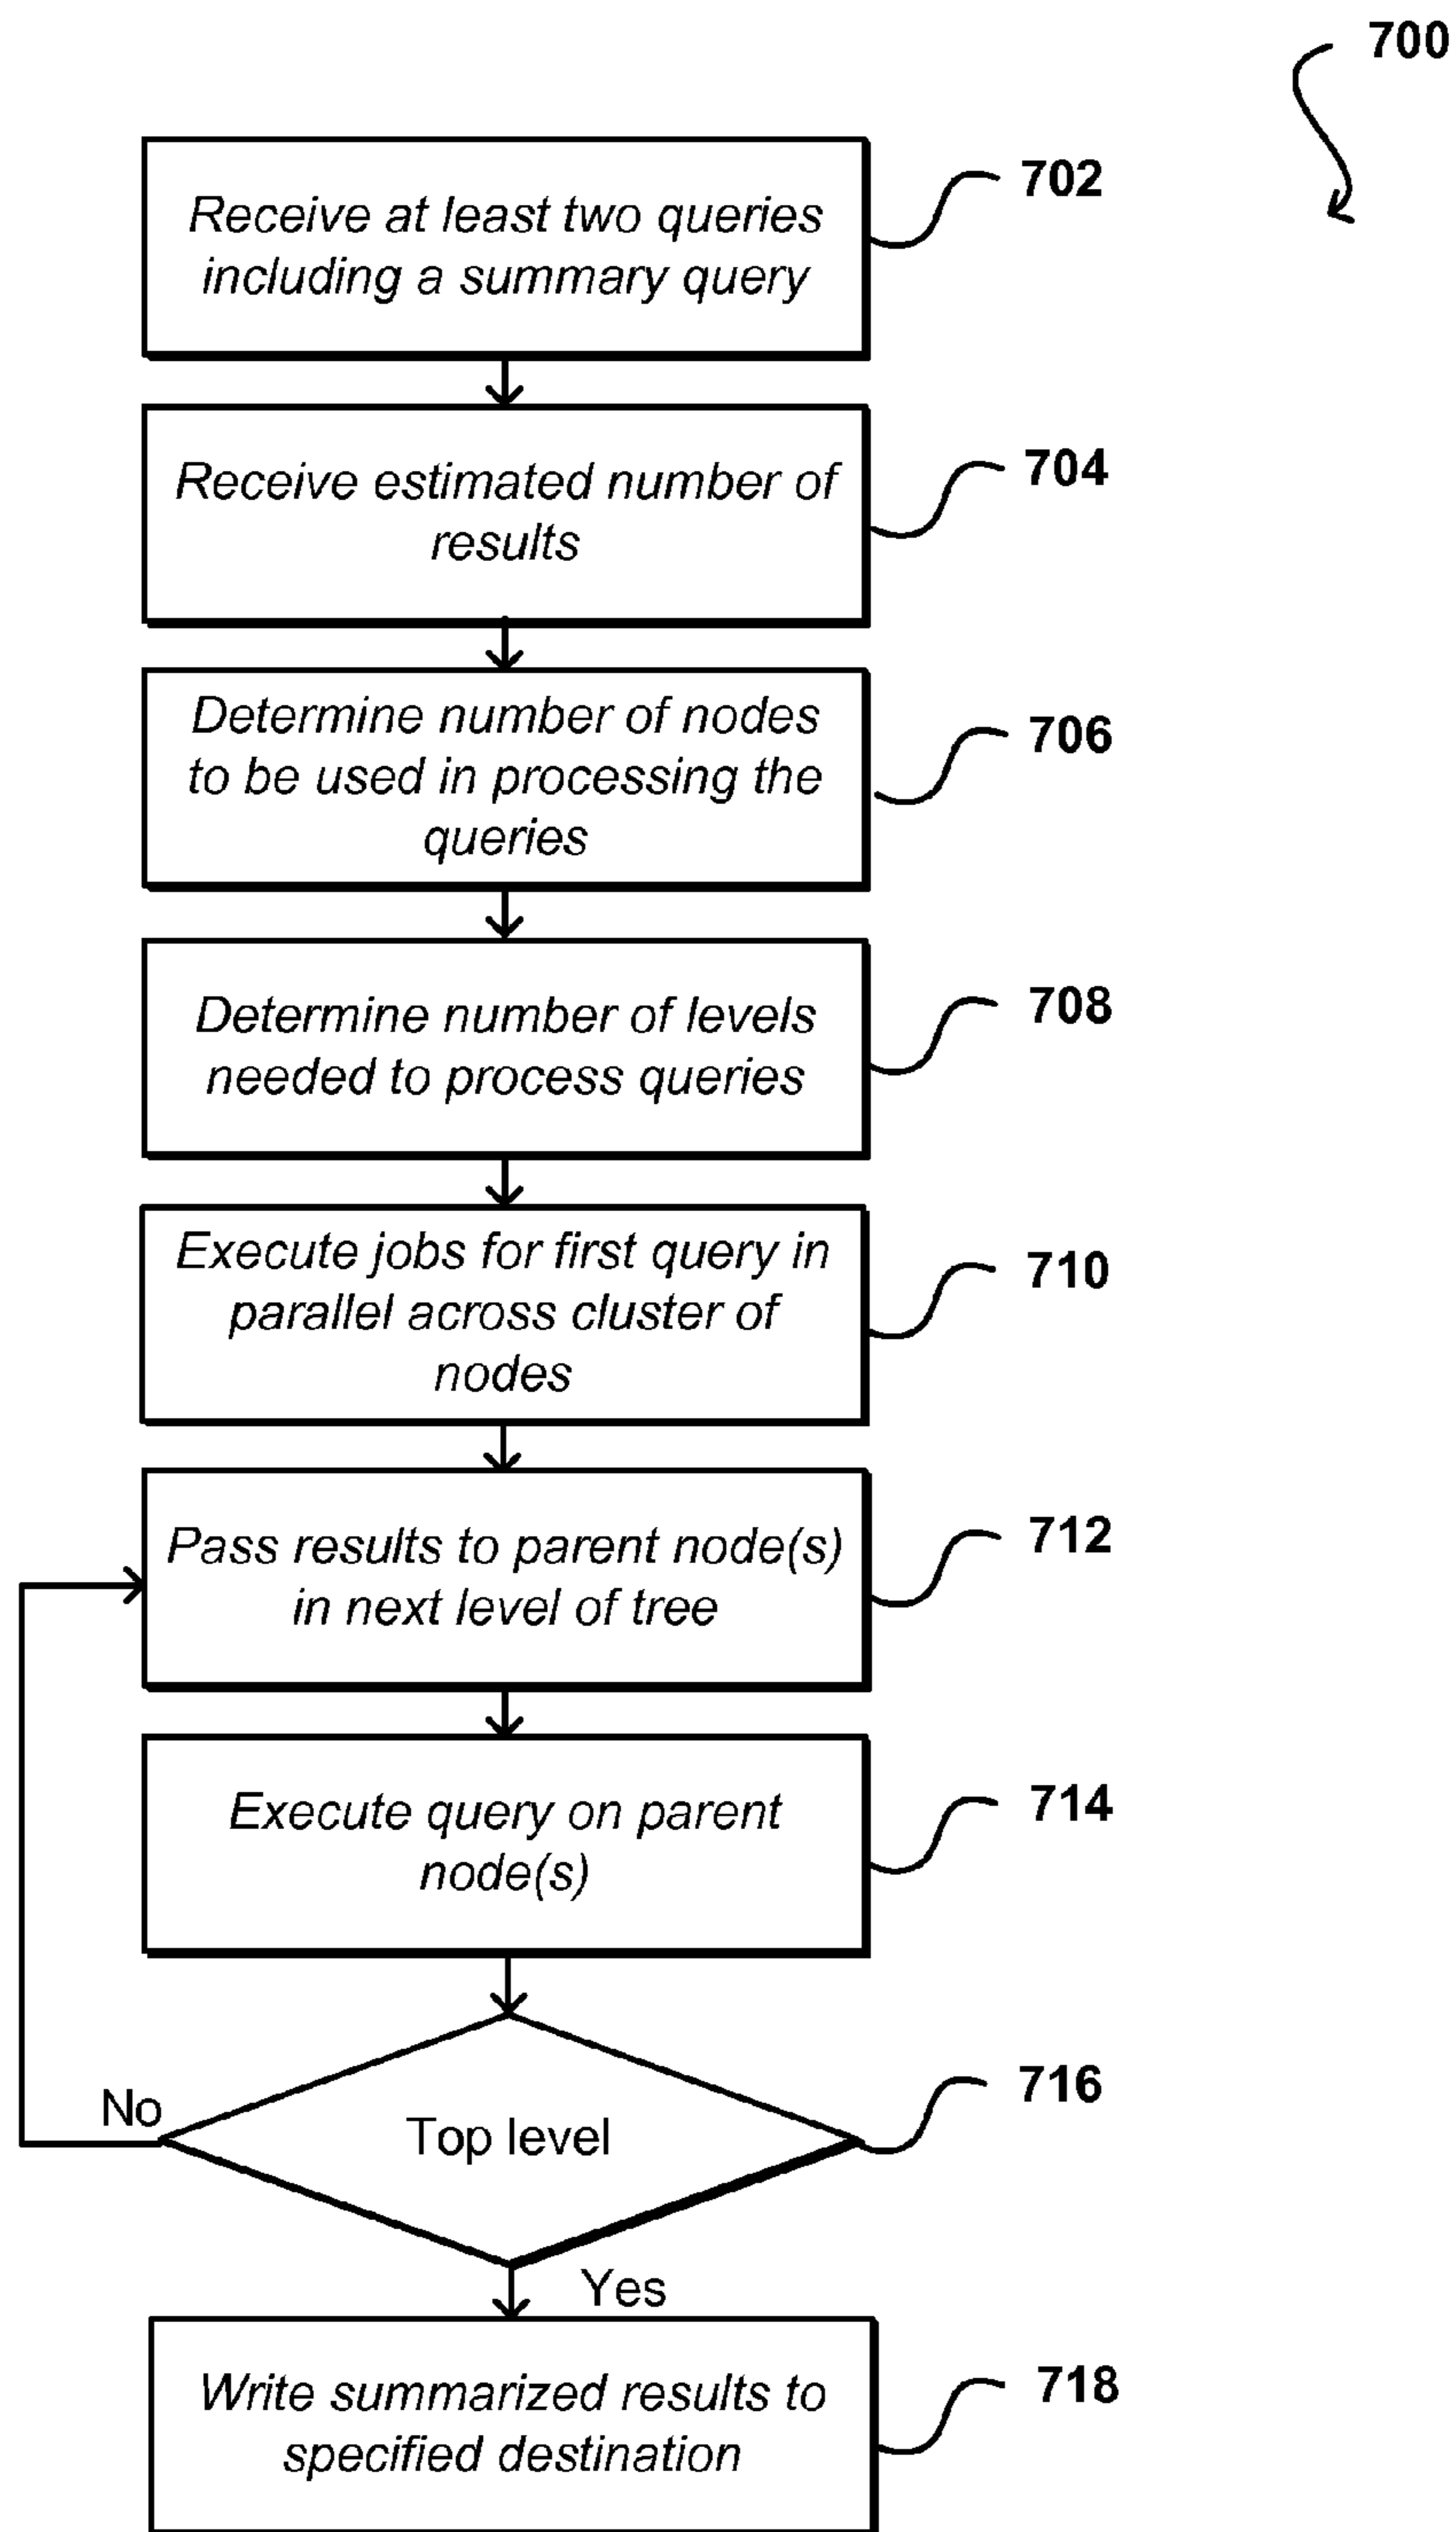 700
Receive at least two queries
including a summary query
702
Receive estimated number of
results
704
Determine number of nodes
to be used in processing the
queries
706
Determine number of levels
needed to process queries
708
Execute jobs for first query in
parallel across cluster of
nodes
710
Pass results to parent node(s)
in next level of tree
712
Execute query on parent
node(s)
714
No
Top level
716
Yes
Write summarized results to
specified destination
718